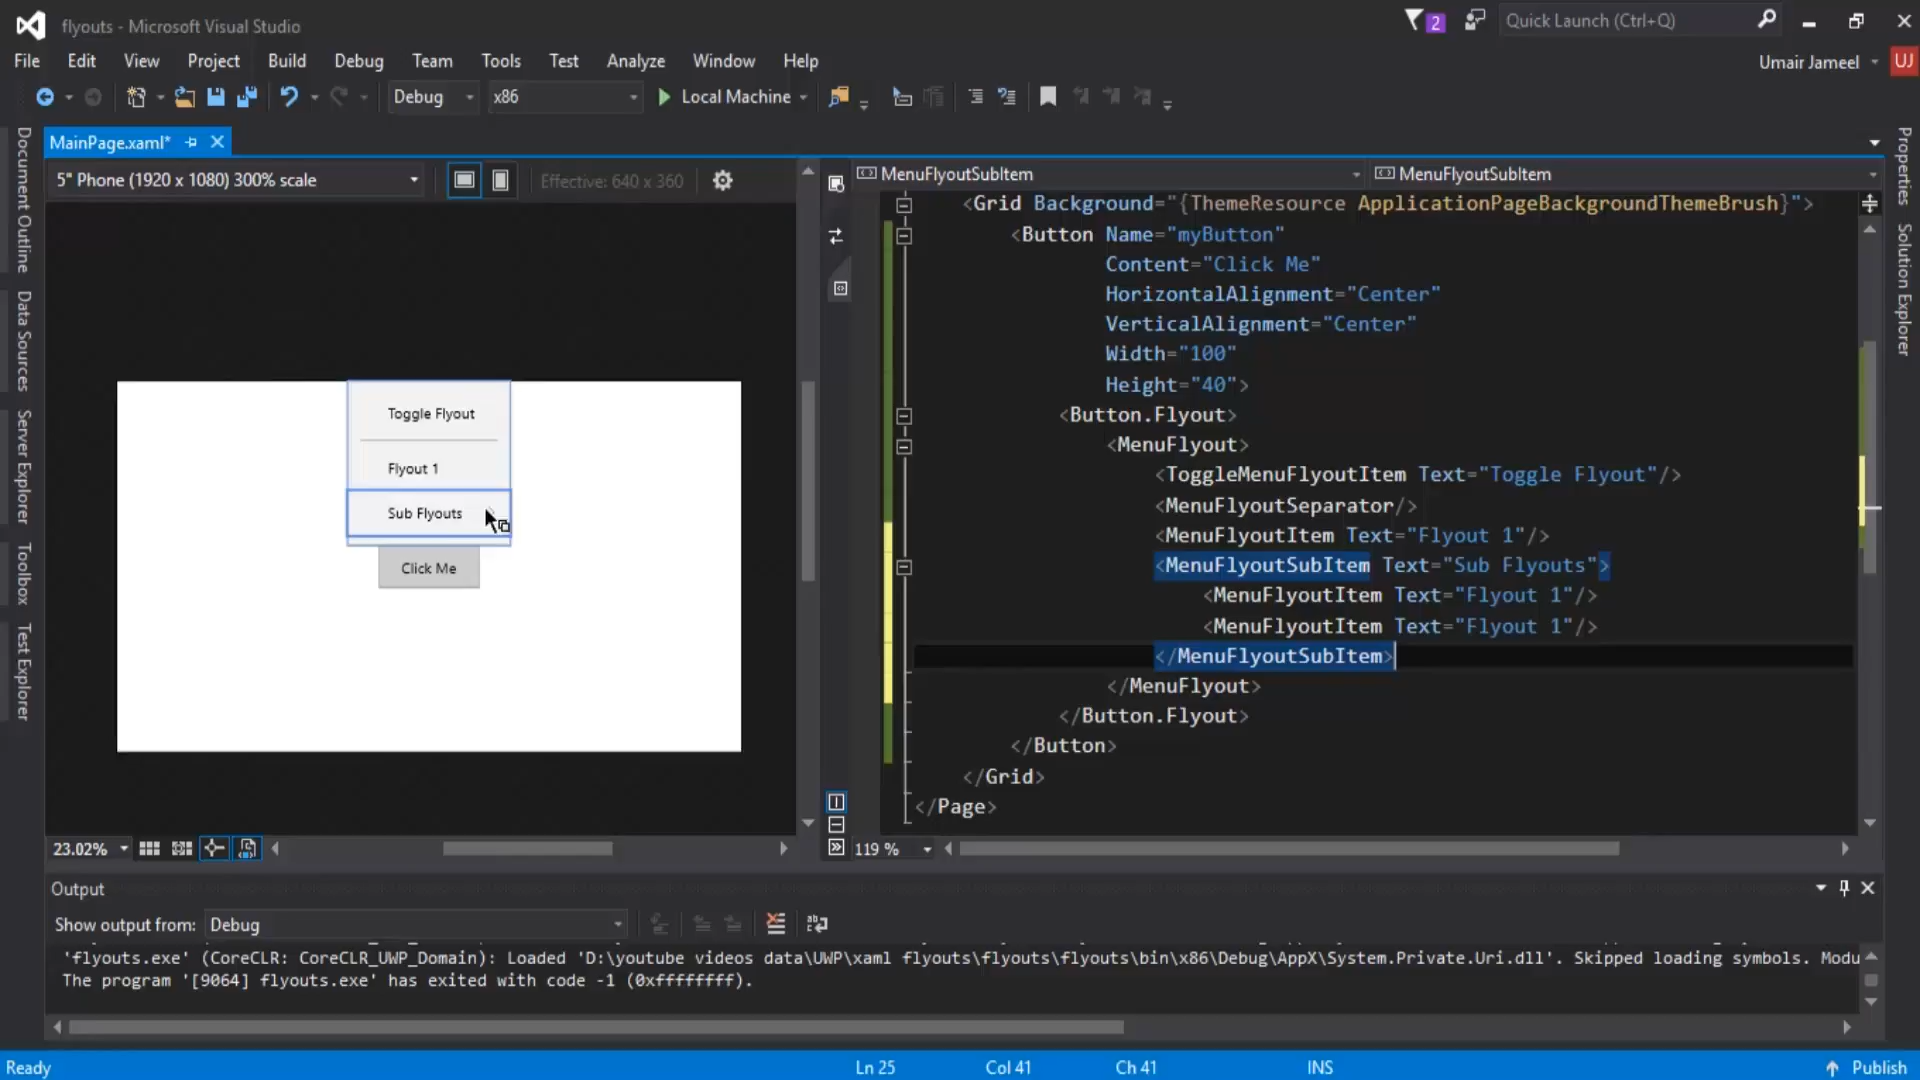 flyouts - Microsoft Visual Studio
2
Quick Launch (Ctrl+Q)
File Edit View Project Build Debug Team Tools Test Analyze Window Help
Umair Jameel
UJ
Debug
x86
Local Machine
Document Outline
Data Sources
Server Explorer
Toolbox
Test Explorer
MainPage.xaml*
5" Phone (1920 x 1080) 300% scale
Effective: 640 x 360
Toggle Flyout
Flyout 1
Sub Flyouts
Click Me
23.02%
MenuFlyoutSubItem
MenuFlyoutSubItem
<Grid Background="{ThemeResource ApplicationPageBackgroundThemeBrush}">
<Button Name="myButton"
Content="Click Me"
HorizontalAlignment="Center"
VerticalAlignment="Center"
Width="100"
Height="40">
<Button.Flyout>
<MenuFlyout>
<ToggleMenuFlyoutItem Text="Toggle Flyout"/>
<MenuFlyoutSeparator/>
<MenuFlyoutItem Text="Flyout 1"/>
<MenuFlyoutSubItem Text="Sub Flyouts">
<MenuFlyoutItem Text="Flyout 1"/>
<MenuFlyoutItem Text="Flyout 1"/>
</MenuFlyoutSubItem>
</MenuFlyout>
</Button.Flyout>
</Button>
</Grid>
</Page>
119 %
Properties
Solution Explorer
Output
Show output from: Debug
'flyouts.exe' (CoreCLR: CoreCLR_UWP_Domain): Loaded 'D:\youtube videos data\UWP\xaml flyouts\flyouts\flyouts\bin\x86\Debug\AppX\System.Private.Uri.dll'. Skipped loading symbols. Modu
The program '[9064] flyouts.exe' has exited with code -1 (0xffffffff).
Ready
Ln 25
Col 41
Ch 41
INS
Publish